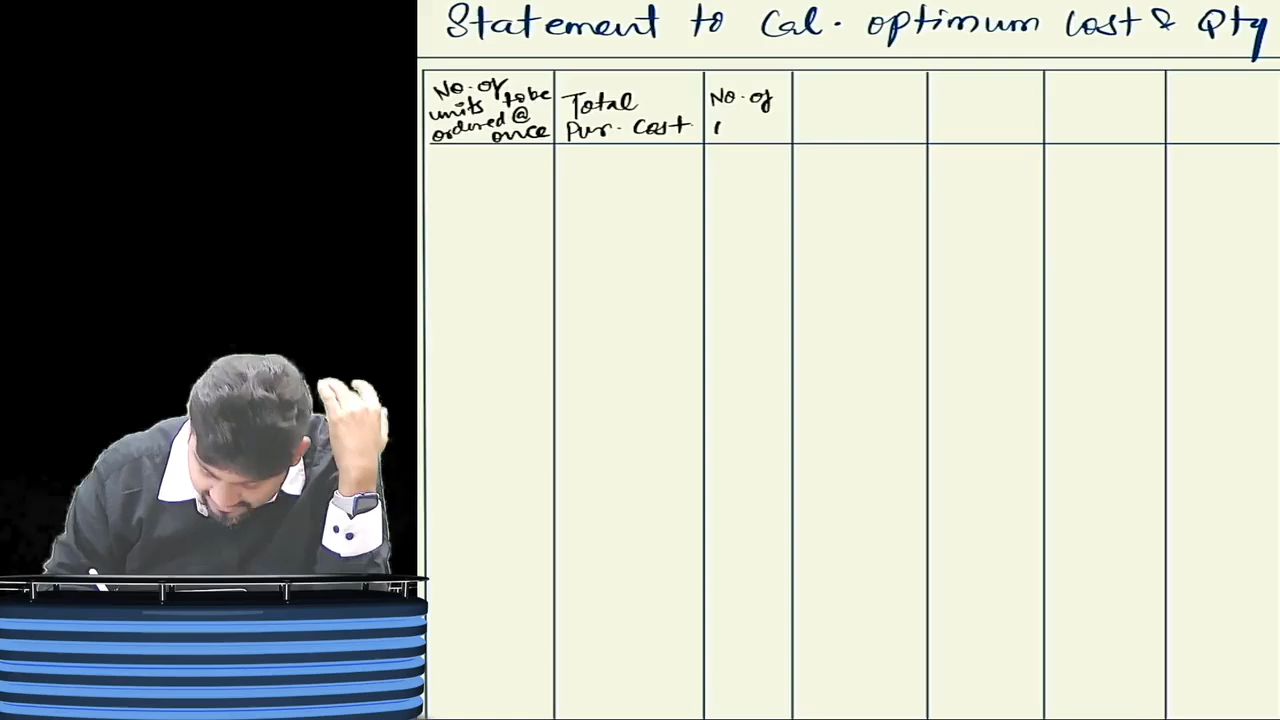 Statement to Cal. optimum Cost & Qty
No. of
units to be
ordered @
once
Total
Pur. Cost
No. of